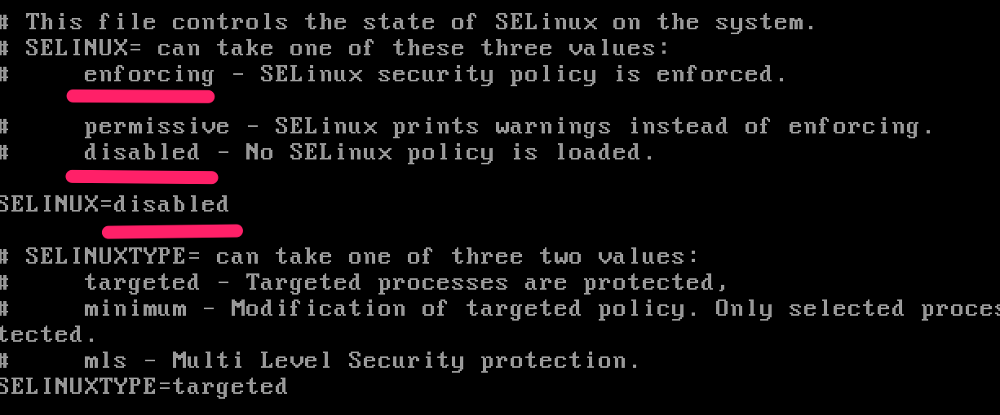 # This file controls the state of SELinux on the system.
# SELINUX= can take one of these three values:
#     enforcing - SELinux security policy is enforced.
#     permissive - SELinux prints warnings instead of enforcing.
#     disabled - No SELinux policy is loaded.
SELINUX=disabled
# SELINUXTYPE= can take one of three two values:
#     targeted - Targeted processes are protected,
#     minimum - Modification of targeted policy. Only selected proces
tected.
#     mls - Multi Level Security protection.
SELINUXTYPE=targeted